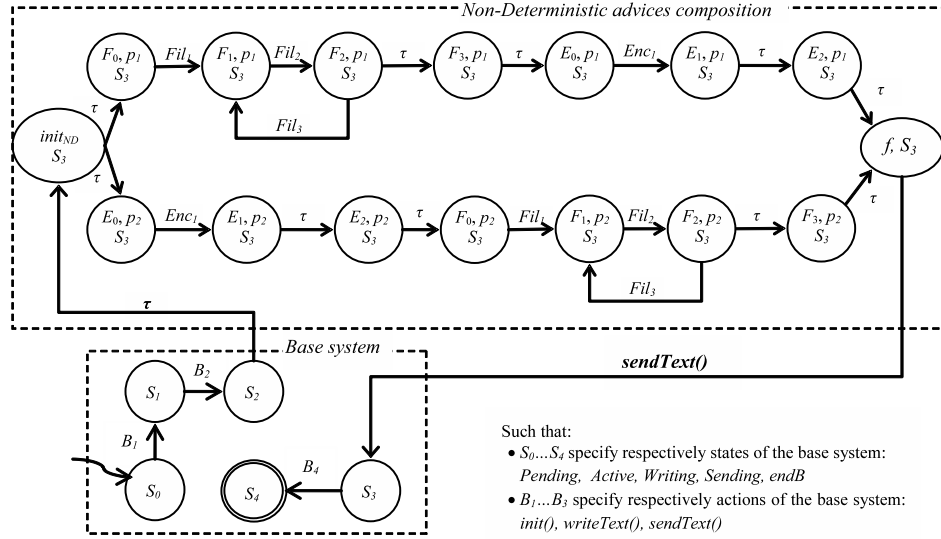 Non-Deterministic advices composition
F0, p1
S3
Fil1
F1, p1
S3
Fil2
F2, p1
S3
τ
F3, p1
S3
τ
E0, p1
S3
Enc1
E1, p1
S3
τ
E2, p1
S3
τ
Fil3
τ
initND
S3
τ
f, S3
E0, p2
S3
Enc1
E1, p2
S3
τ
E2, p2
S3
τ
F0, p2
S3
Fil1
F1, p2
S3
Fil2
F2, p2
S3
τ
F3, p2
S3
τ
Fil3
τ
Base system
sendText()
S1
B2
S2
B1
S0
S4
B4
S3
Such that:
• S0...S4 specify respectively states of the base system:
Pending, Active, Writing, Sending, endB
• B1...B3 specify respectively actions of the base system:
init(), writeText(), sendText()